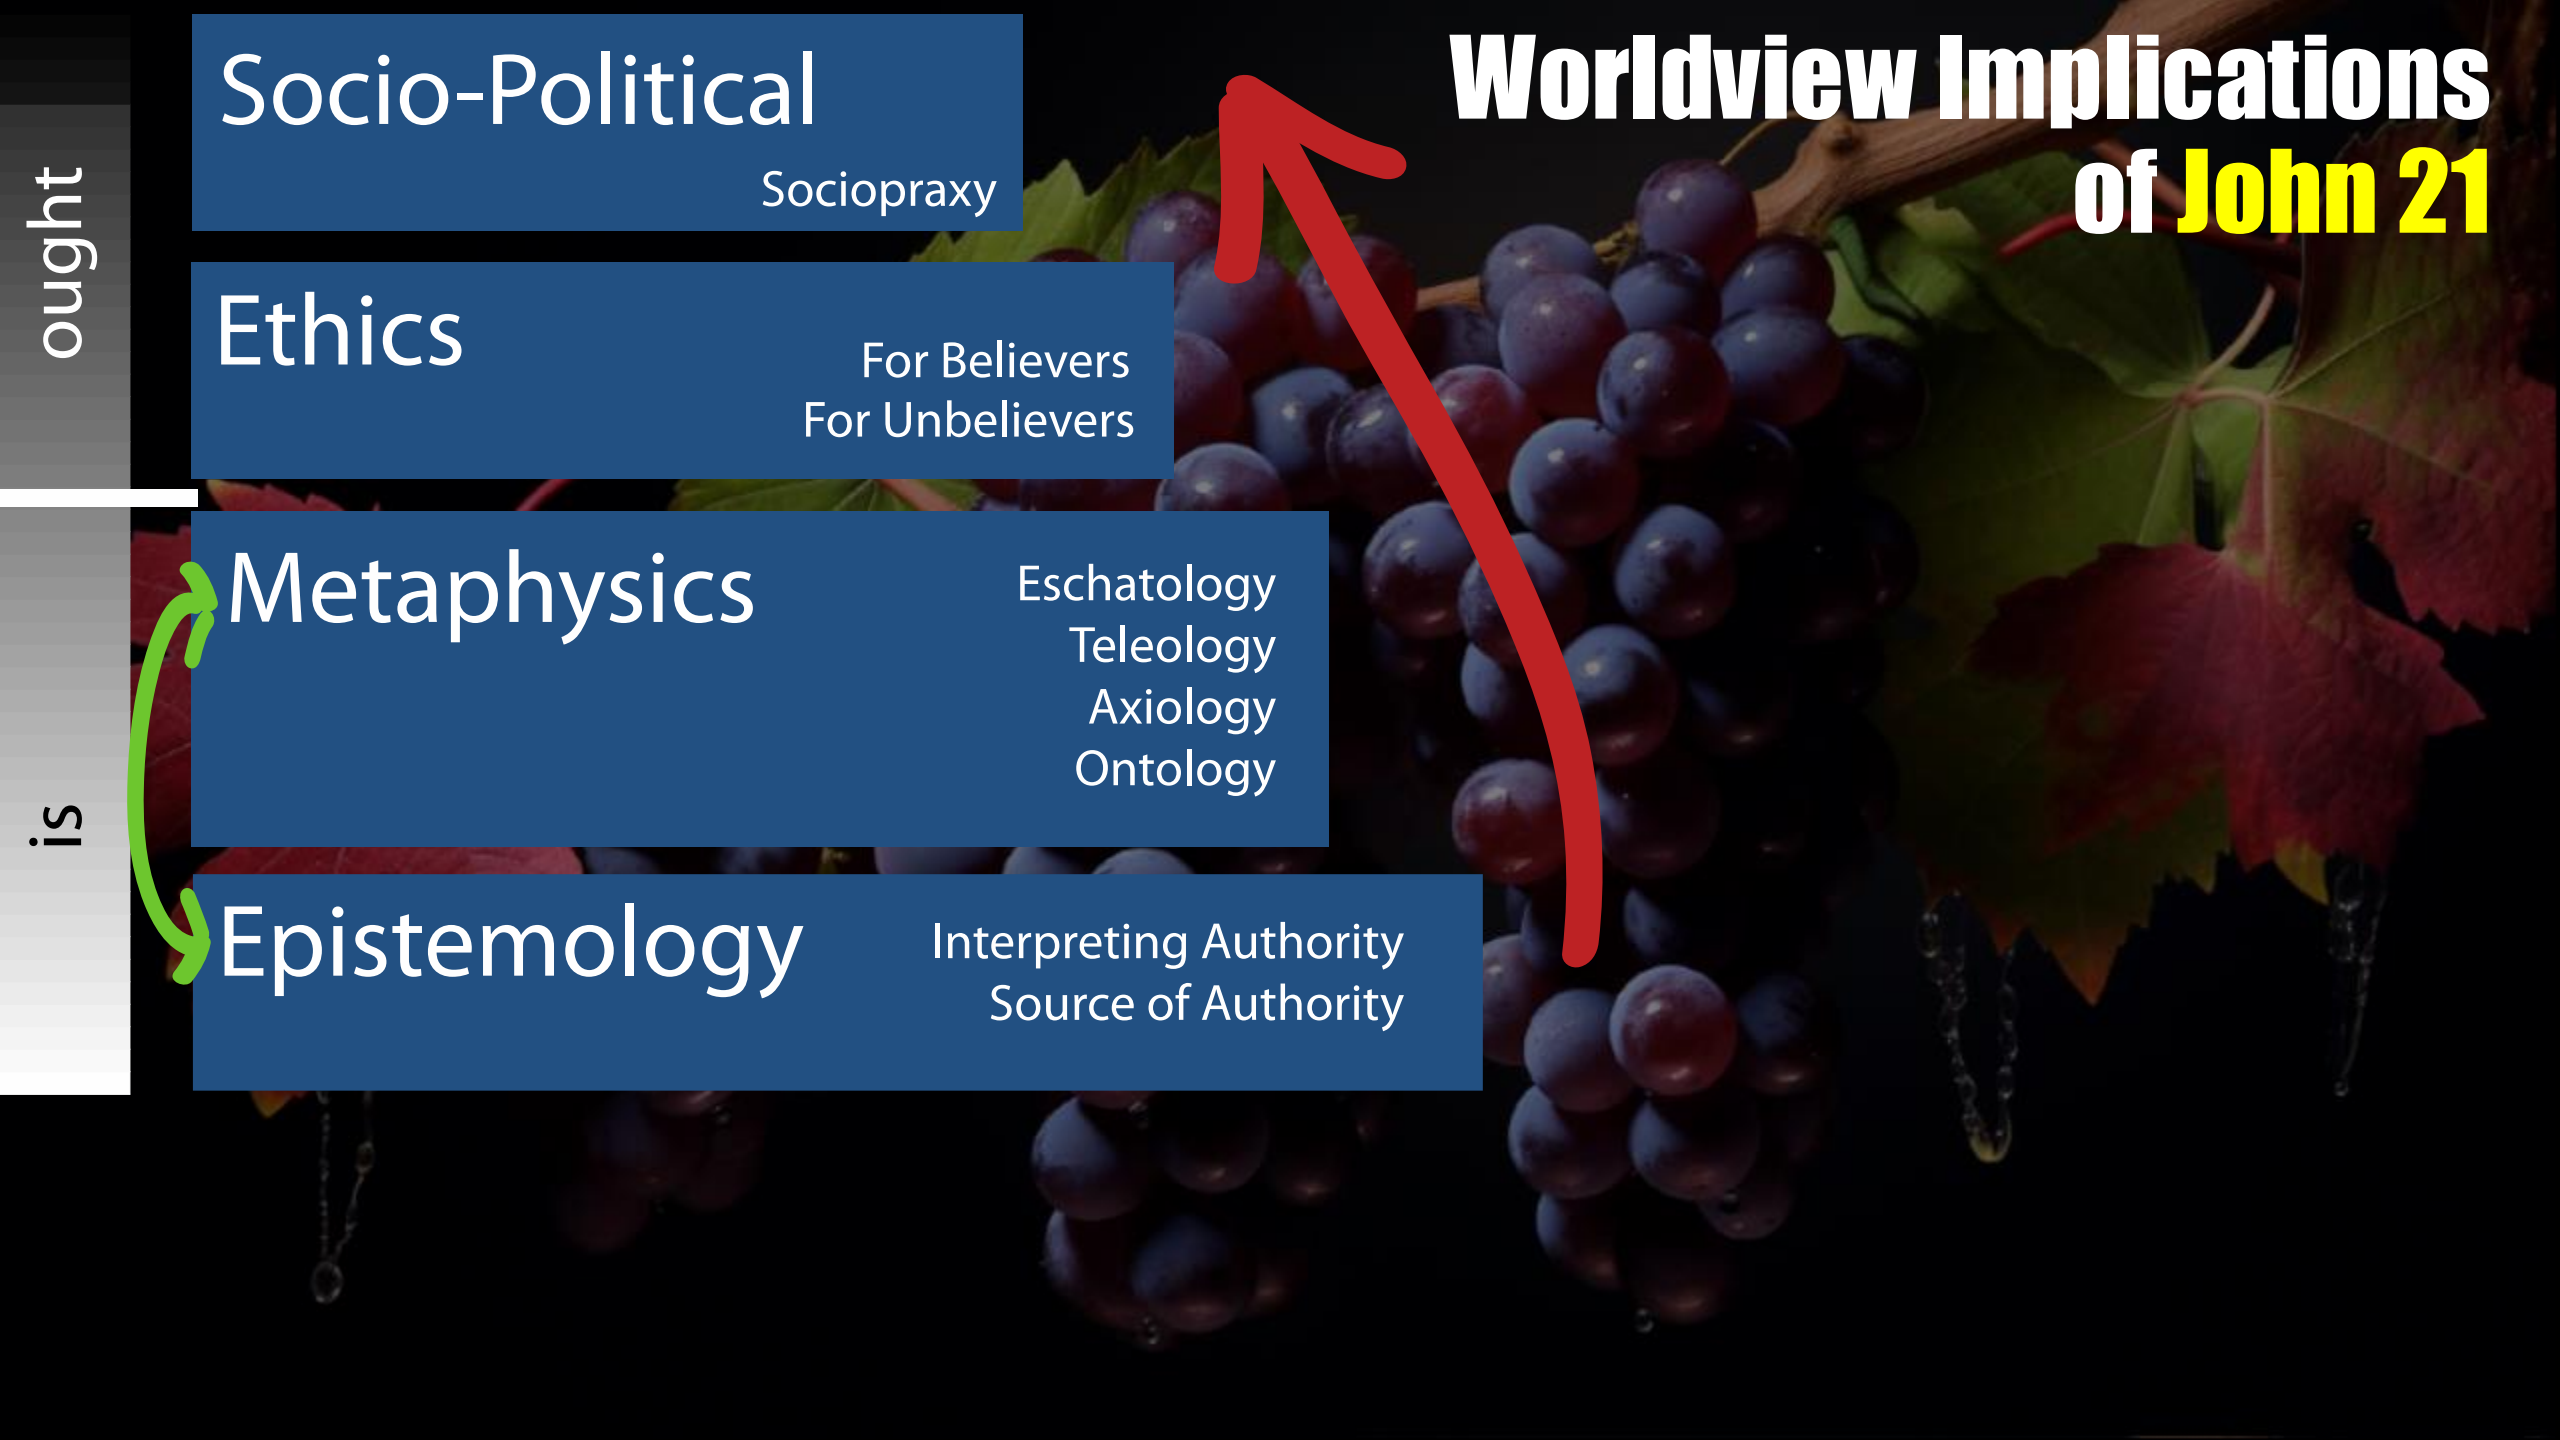 Worldview Implications
of John 21
ought
is
Socio-Political
Sociopraxy
Ethics
For Believers
For Unbelievers
Metaphysics
Eschatology
Teleology
Axiology
Ontology
Epistemology
Interpreting Authority
Source of Authority